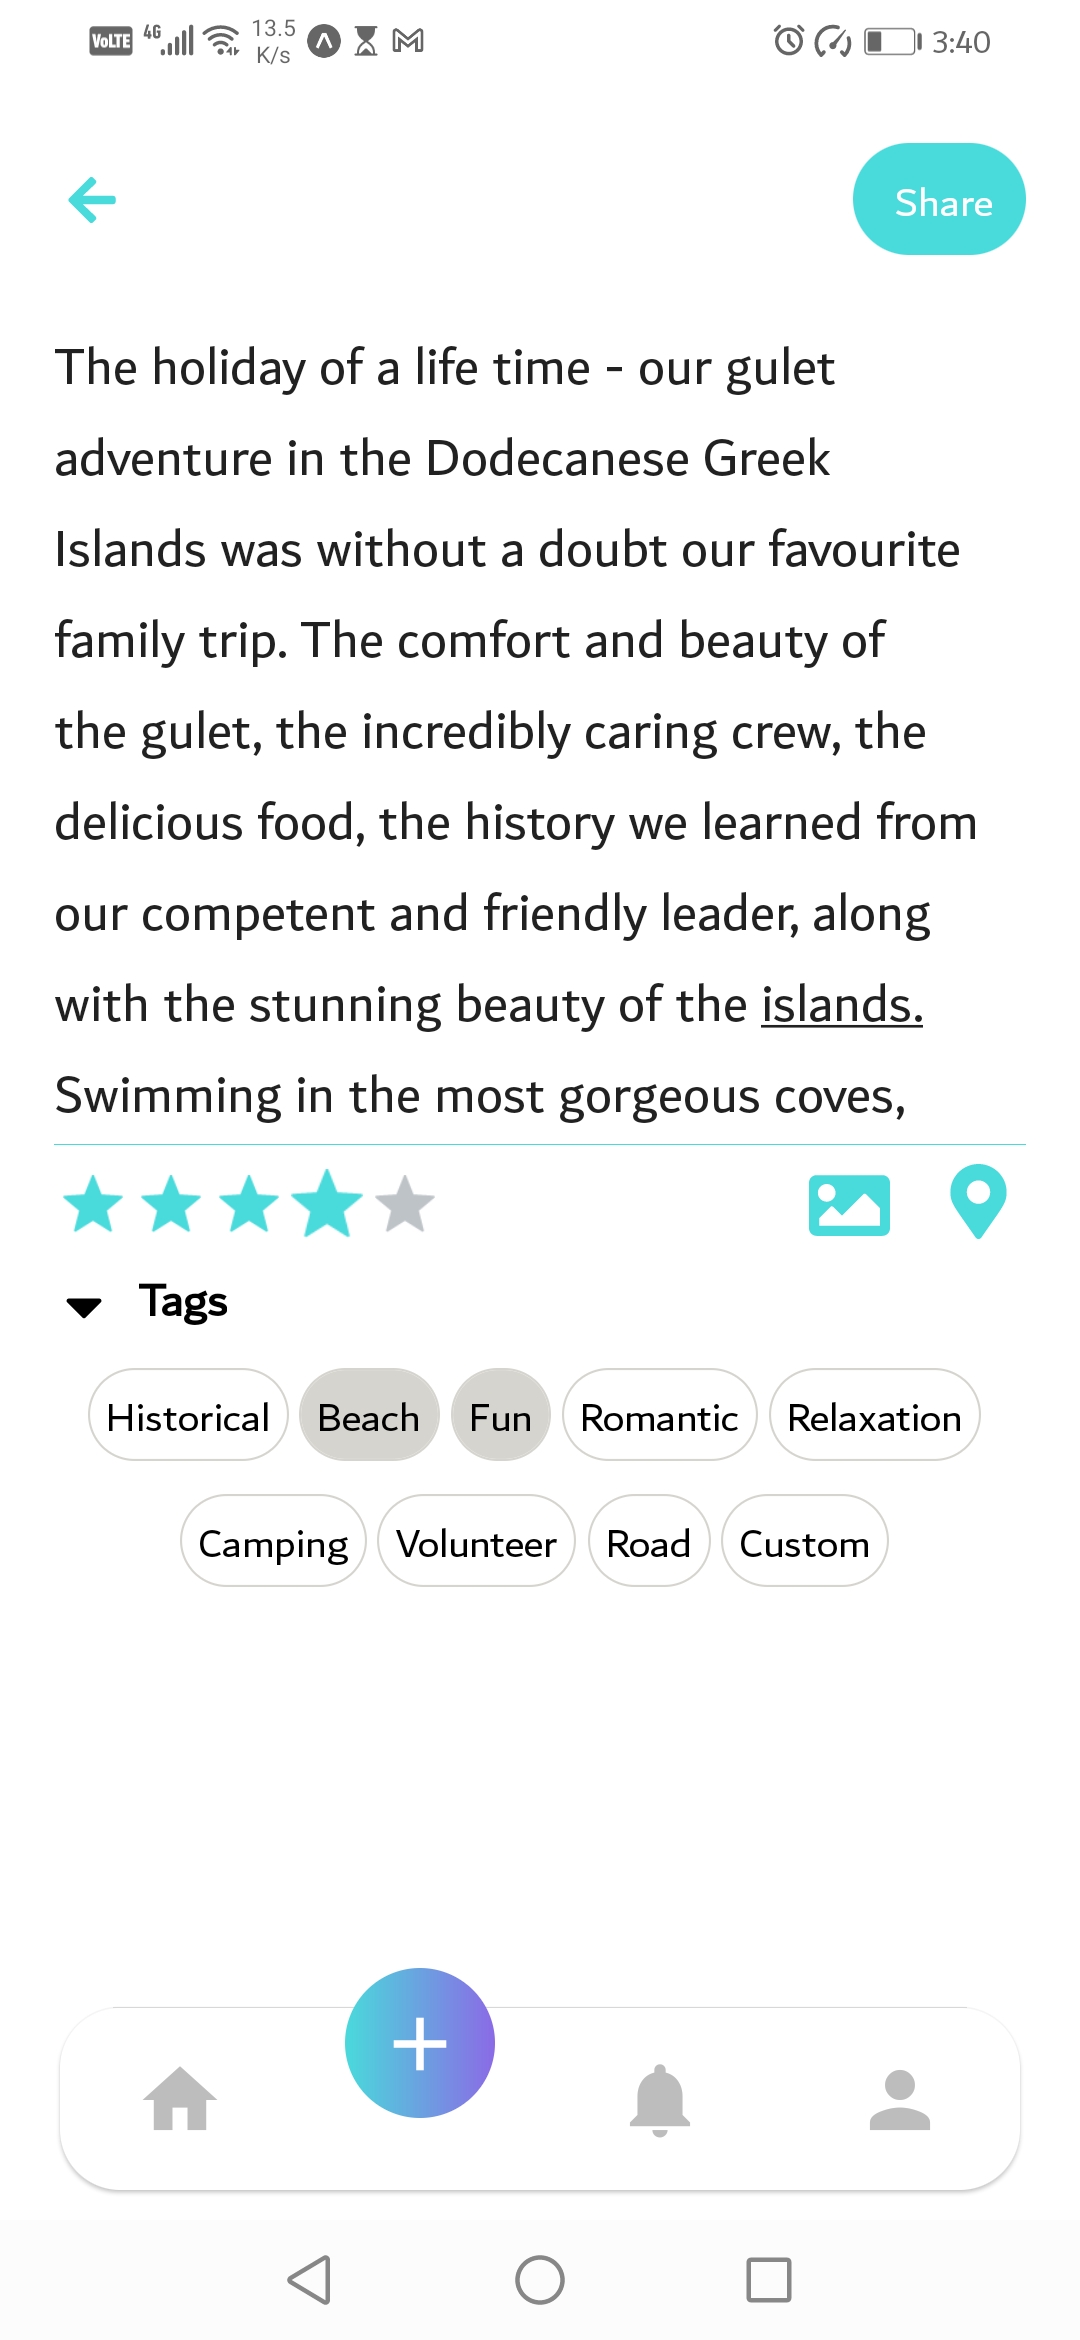 VoLTE 4G 13.5 K/s 3:40
Share
The holiday of a life time - our gulet
adventure in the Dodecanese Greek
Islands was without a doubt our favourite
family trip. The comfort and beauty of
the gulet, the incredibly caring crew, the
delicious food, the history we learned from
our competent and friendly leader, along
with the stunning beauty of the islands.
Swimming in the most gorgeous coves,
Tags
Historical Beach Fun Romantic Relaxation
Camping Volunteer Road Custom